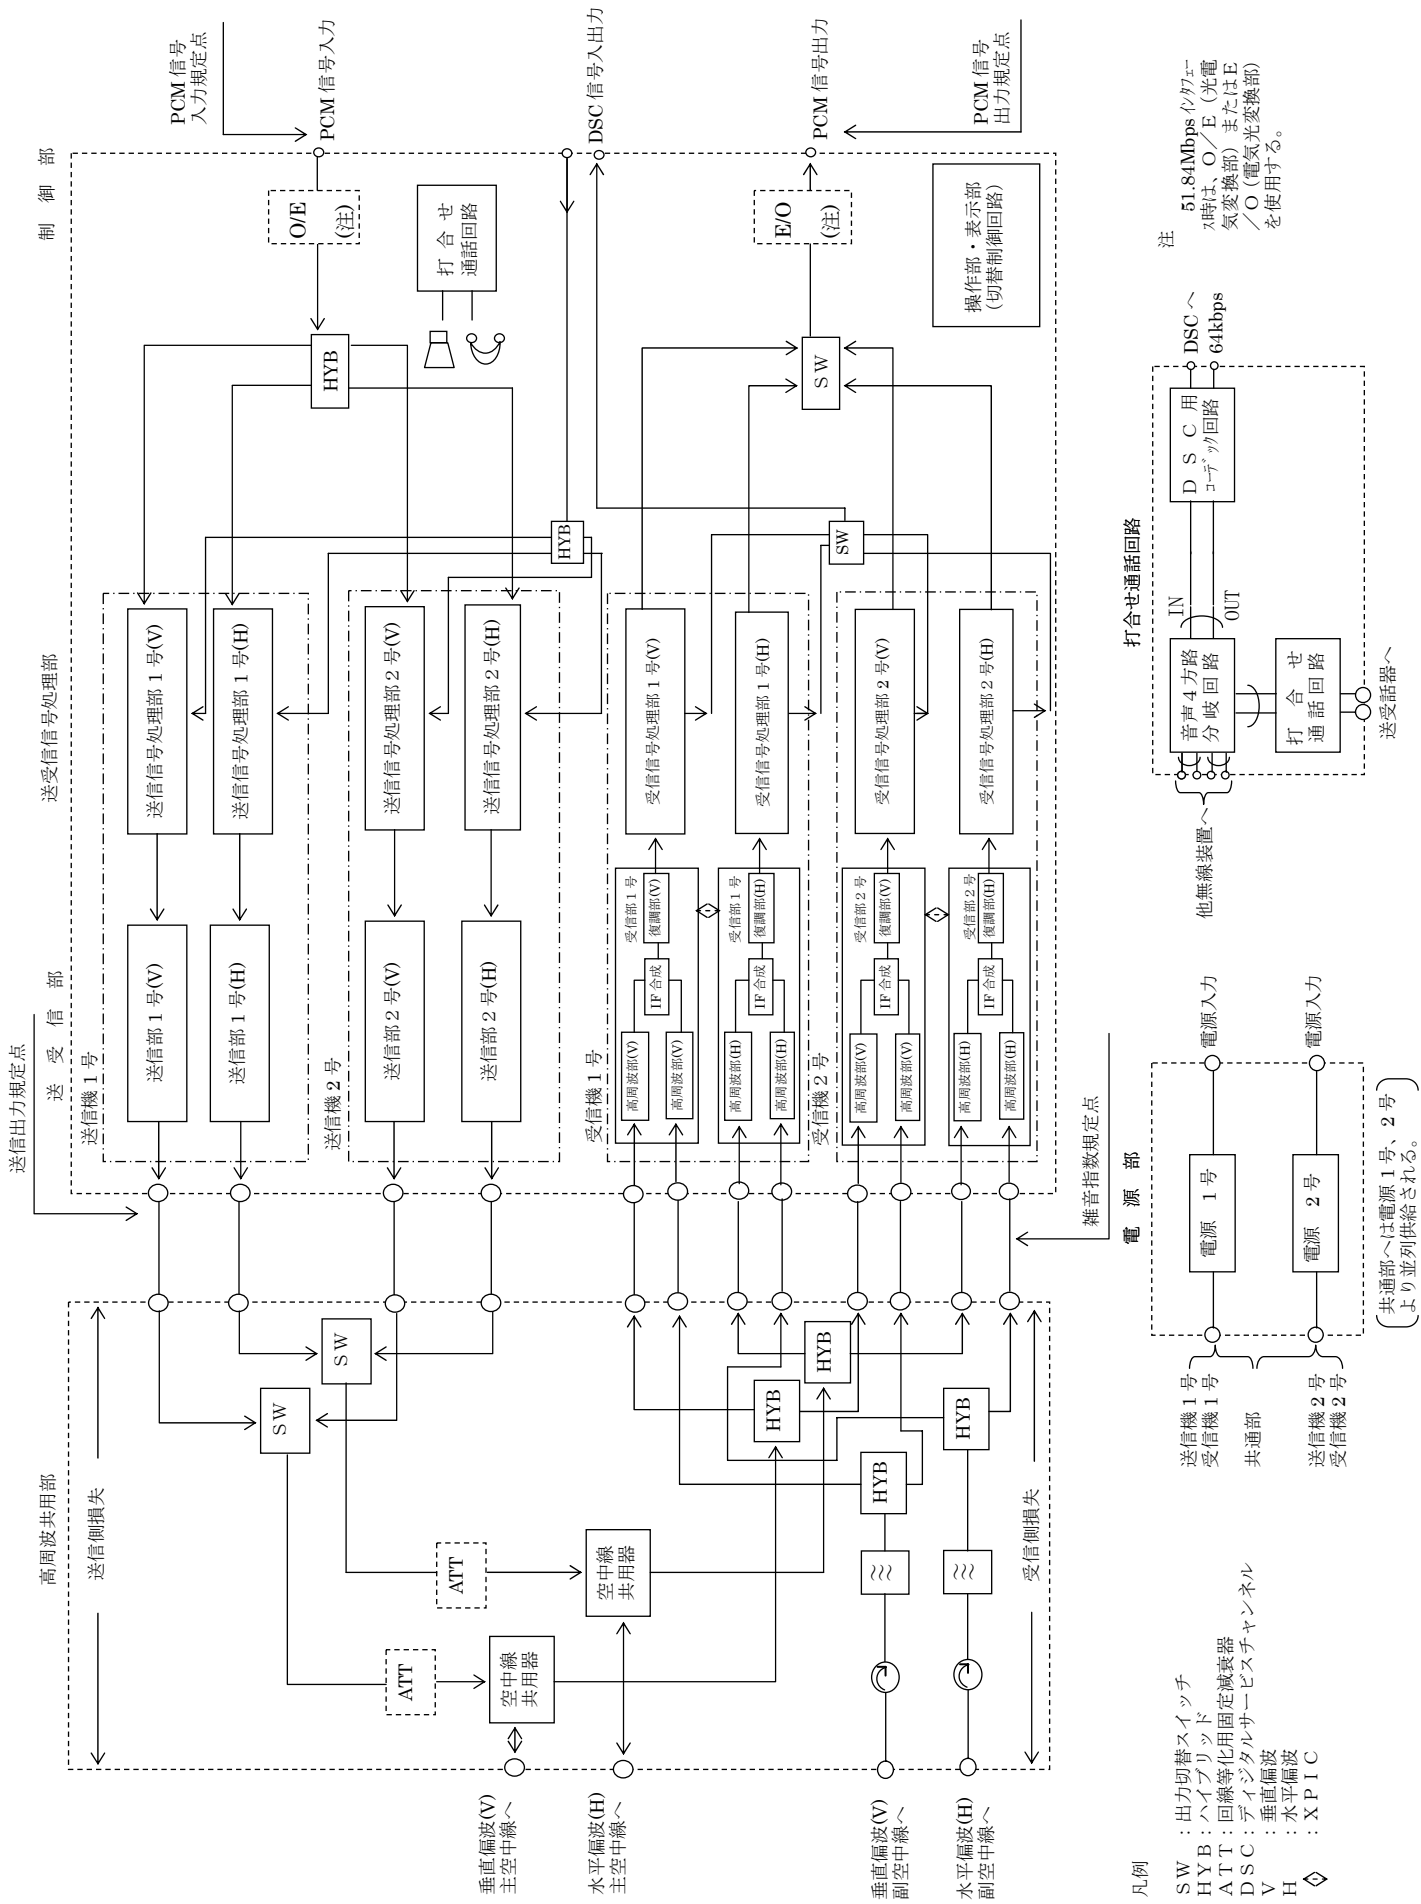 高周波共用部
送信側損失
受信側損失
送信出力規定点
送　受　信　部
送受信信号処理部
制　御　部
垂直偏波(V)
主空中線へ
水平偏波(H)
主空中線へ
垂直偏波(V)
副空中線へ
水平偏波(H)
副空中線へ
ATT
ATT
空中線
共用器
空中線
共用器
SW
SW
HYB
HYB
HYB
HYB
送信機１号
送信部１号(V)
送信部１号(H)
送信信号処理部１号(V)
送信信号処理部１号(H)
送信機２号
送信部２号(V)
送信部２号(H)
送信信号処理部２号(V)
送信信号処理部２号(H)
受信機１号
高周波部(V)
高周波部(V)
IF合成
復調部(V)
受信部１号
受信信号処理部１号(V)
高周波部(H)
高周波部(H)
IF合成
復調部(H)
受信部１号
受信信号処理部１号(H)
受信機２号
高周波部(V)
高周波部(V)
IF合成
復調部(V)
受信部２号
受信信号処理部２号(V)
高周波部(H)
高周波部(H)
IF合成
復調部(H)
受信部２号
受信信号処理部２号(H)
雑音指数規定点
HYB
HYB
SW
SW
O/E
(注)
E/O
(注)
打　合　せ
通話回路
操作部・表示部
(切替制御回路)
PCM信号
入力規定点
PCM信号入力
DSC信号入出力
PCM信号出力
PCM信号
出力規定点
凡例
ＳＷ　：出力切替スイッチ
ＨＹＢ：ハイブリッド
ＡＴＴ：回線等化用固定減衰器
ＤＳＣ：ディジタルサービスチャンネル
Ｖ　　：垂直偏波
Ｈ　　：水平偏波
：ＸＰＩＣ
電　源　部
送信機１号
受信機１号
共通部
送信機２号
受信機２号
電源　１号
電源　２号
電源入力
電源入力
共通部へは電源１号、２号
より並列供給される。
打合せ通話回路
他無線装置へ
音声４方路
分岐回路
IN
OUT
ＤＳＣ用
ｺｰﾃﾞｯｸ回路
DSCへ
64kbps
打　合　せ
通話回路
送受話器へ
注
51.84Mbpsｲﾝﾀﾌｪｰ
ｽ時は、Ｏ／Ｅ（光電
気変換部）またはＥ
／Ｏ（電気光変換部）
を使用する。